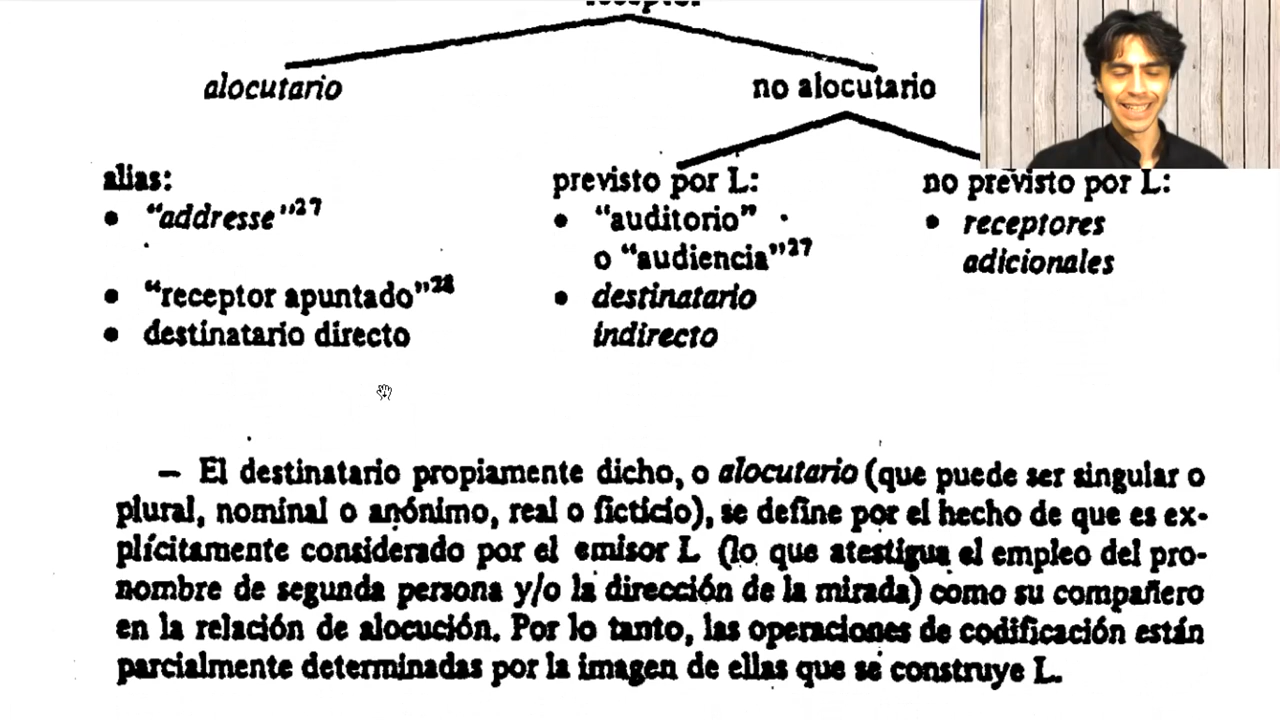 receptor
alocutario
no alocutario
alias:
• “addresse”27
• “receptor apuntado”28
• destinatario directo
previsto por L:
• “auditorio”
o “audiencia”27
• destinatario
indirecto
no previsto por L:
• receptores
adicionales
— El destinatario propiamente dicho, o alocutario (que puede ser singular o
plural, nominal o anónimo, real o ficticio), se define por el hecho de que es ex-
plícitamente considerado por el emisor L (lo que atestigua el empleo del pro-
nombre de segunda persona y/o la dirección de la mirada) como su compañero
en la relación de alocución. Por lo tanto, las operaciones de codificación están
parcialmente determinadas por la imagen de ellas que se construye L.